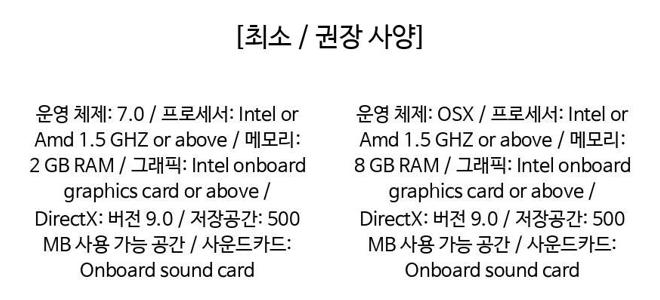 [최소 / 권장 사양]
운영 체제: 7.0 / 프로세서: Intel or
Amd 1.5 GHZ or above / 메모리:
2 GB RAM / 그래픽: Intel onboard
graphics card or above /
DirectX: 버전 9.0 / 저장공간: 500
MB 사용 가능 공간 / 사운드카드:
Onboard sound card
운영 체제: OSX / 프로세서: Intel or
Amd 1.5 GHZ or above / 메모리:
8 GB RAM / 그래픽: Intel onboard
graphics card or above /
DirectX: 버전 9.0 / 저장공간: 500
MB 사용 가능 공간 / 사운드카드:
Onboard sound card